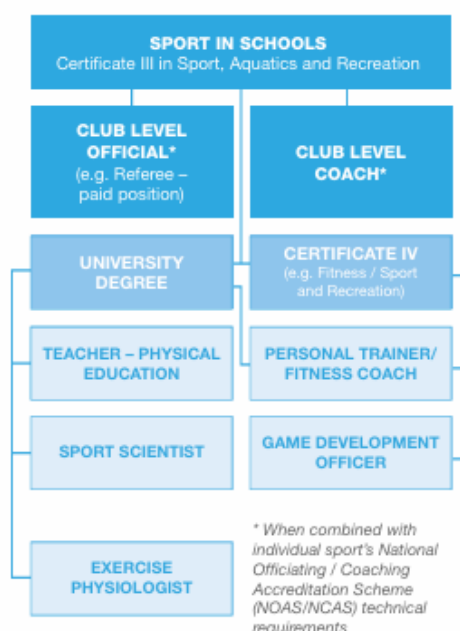 SPORT IN SCHOOLS
Certificate III in Sport, Aquatics and Recreation
CLUB LEVEL
OFFICIAL*
(e.g. Referee –
paid position)
CLUB LEVEL
COACH*
UNIVERSITY
DEGREE
CERTIFICATE IV
(e.g. Fitness / Sport
and Recreation)
TEACHER – PHYSICAL
EDUCATION
PERSONAL TRAINER/
FITNESS COACH
SPORT SCIENTIST
GAME DEVELOPMENT
OFFICER
EXERCISE
PHYSIOLOGIST
* When combined with
individual sport's National
Officiating / Coaching
Accreditation Scheme
(NOAS/NCAS) technical
requirements